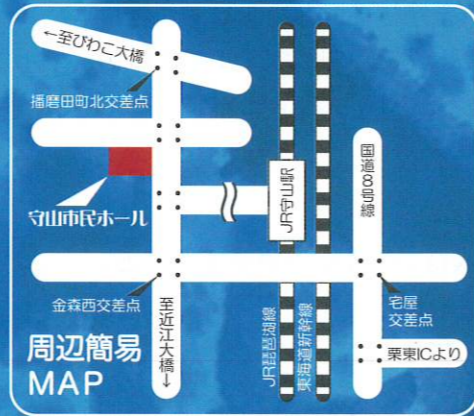 ←至びわこ大橋
播磨田町北交差点
守山市民ホール
JR守山駅
国道8号線
金森西交差点
至近江大橋→
JR琵琶湖線
東海道新幹線
宅屋
交差点
栗東ICより
周辺簡易
MAP